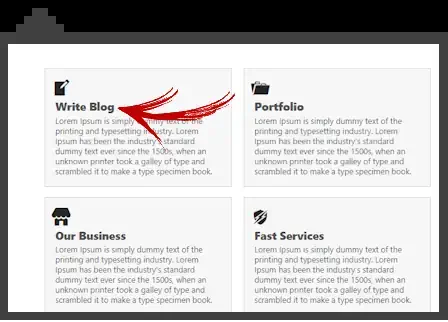 Write Blog
Lorem Ipsum is simply dummy text of the
printing and typesetting industry. Lorem
Ipsum has been the industry's standard
dummy text ever since the 1500s, when an
unknown printer took a galley of type and
scrambled it to make a type specimen book.
Portfolio
Lorem Ipsum is simply dummy text of the
printing and typesetting industry. Lorem
Ipsum has been the industry's standard
dummy text ever since the 1500s, when an
unknown printer took a galley of type and
scrambled it to make a type specimen book.
Our Business
Lorem Ipsum is simply dummy text of the
printing and typesetting industry. Lorem
Ipsum has been the industry's standard
dummy text ever since the 1500s, when an
unknown printer took a galley of type and
scrambled it to make a type specimen book.
Fast Services
Lorem Ipsum is simply dummy text of the
printing and typesetting industry. Lorem
Ipsum has been the industry's standard
dummy text ever since the 1500s, when an
unknown printer took a galley of type and
scrambled it to make a type specimen book.